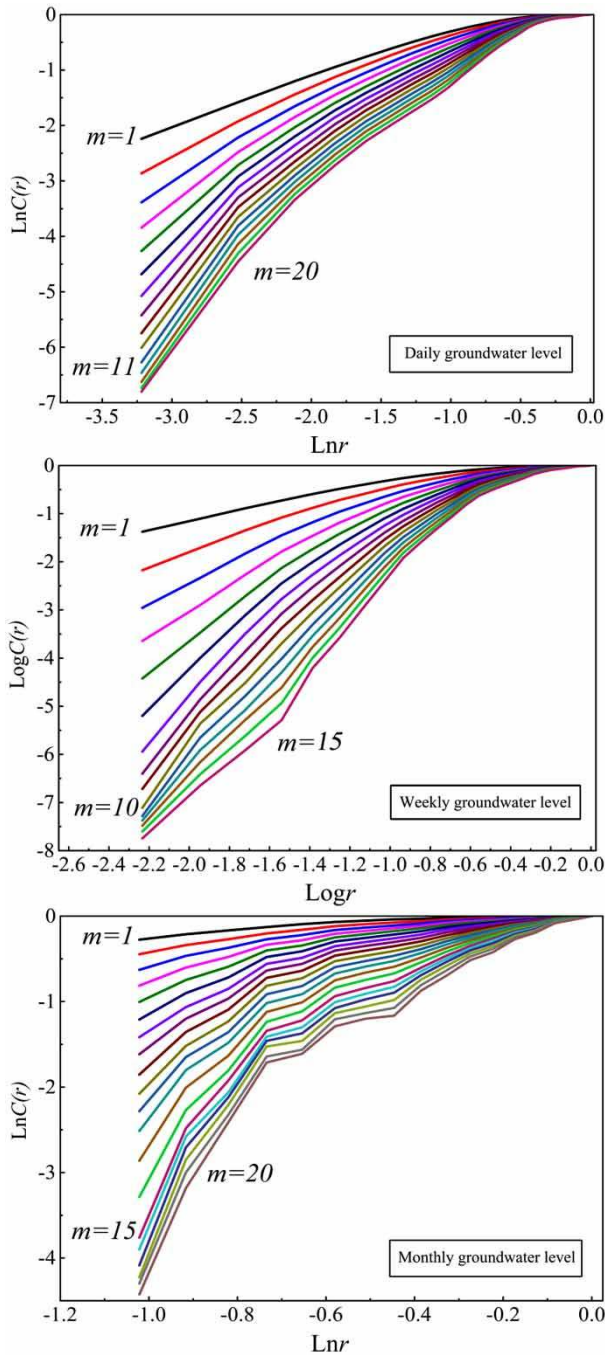 0
-1
m=1
-2
LnC(r)
-3
-4
m=20
-5
-6
m=11
Daily groundwater level
-7
-3.5 -3.0 -2.5 -2.0 -1.5 -1.0 -0.5 0.0
Lnr
0
-1
m=1
-2
-3
LogC(r)
-4
-5
m=15
-6
-7
m=10
Weekly groundwater level
-8
-2.6 -2.4 -2.2 -2.0 -1.8 -1.6 -1.4 -1.2 -1.0 -0.8 -0.6 -0.4 -0.2 0.0
Logr
0
m=1
-1
LnC(r)
-2
-3
m=20
m=15
-4
Monthly groundwater level
-1.2 -1.0 -0.8 -0.6 -0.4 -0.2 0.0
Lnr